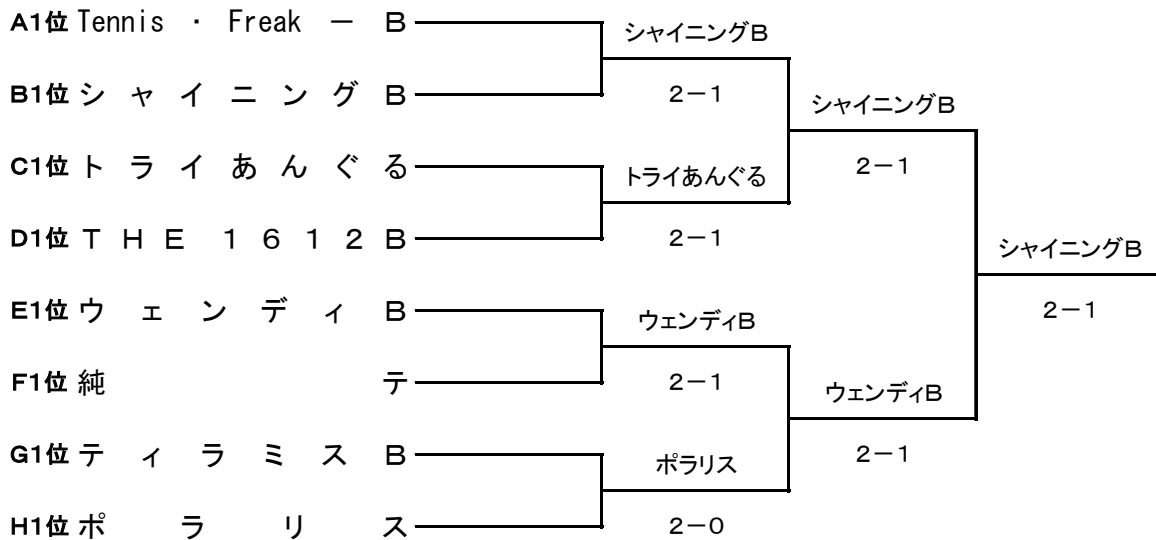 A1位 Tennis ・ Freak － B
シャイニングB
B1位 シャイニングB
2－1
シャイニングB
C1位 トライあんぐる
トライあんぐる
2－1
D1位 THE1612B
2－1
シャイニングB
E1位 ウェンディB
ウェンディB
2－1
F1位 純テ
2－1
ウェンディB
G1位 ティラミスB
ポラリス
2－1
H1位 ポラリス
2－0